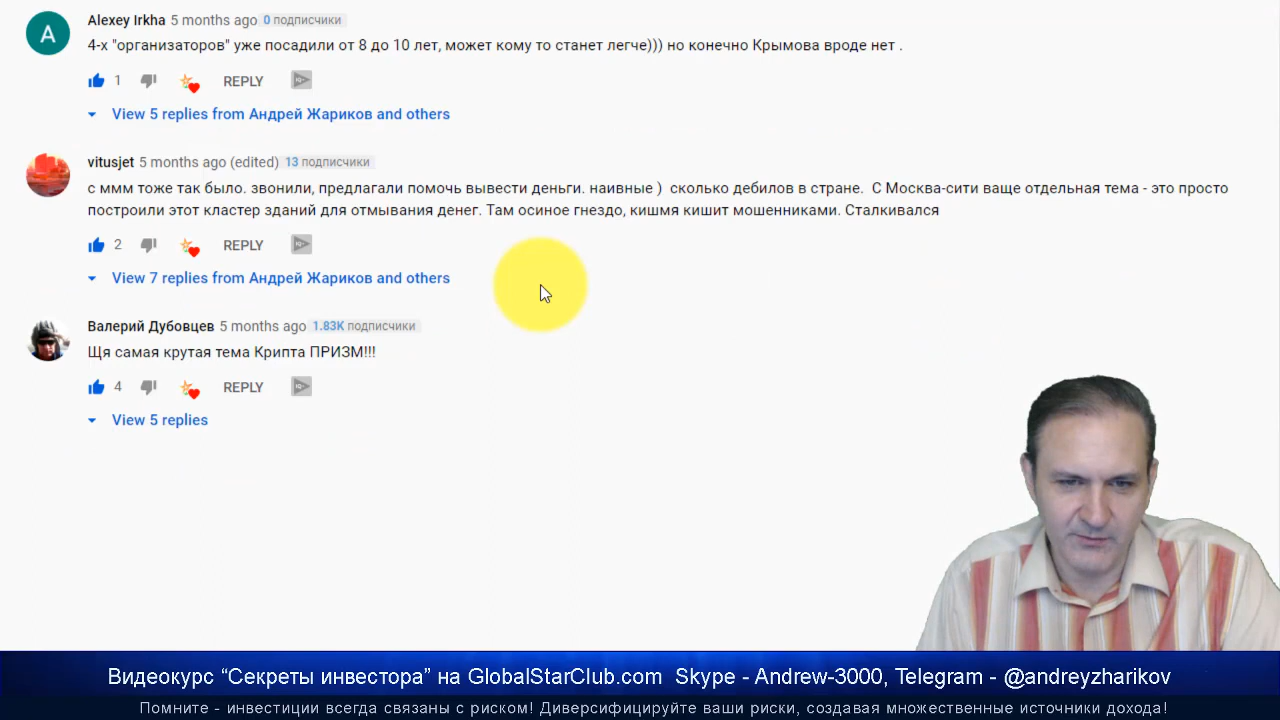 A
Alexey Irkha 5 months ago 0 подписчики
4-х "организаторов" уже посадили от 8 до 10 лет, может кому то станет легче))) но конечно Крымова вроде нет .
1 REPLY
View 5 replies from Андрей Жариков and others
vitusjet 5 months ago (edited) 13 подписчики
с ммм тоже так было. звонили, предлагали помочь вывести деньги. наивные ) сколько дебилов в стране. С Москва-сити ваще отдельная тема - это просто
построили этот кластер зданий для отмывания денег. Там осиное гнездо, кишмя кишит мошенниками. Сталкивался
2 REPLY
View 7 replies from Андрей Жариков and others
Валерий Дубовцев 5 months ago 1.83K подписчики
Щя самая крутая тема Крипта ПРИЗМ!!!
4 REPLY
View 5 replies
Видеокурс “Секреты инвестора” на GlobalStarClub.com Skype - Andrew-3000, Telegram - @andreyzharikov
Помните - инвестиции всегда связаны с риском! Диверсифицируйте ваши риски, создавая множественные источники дохода!